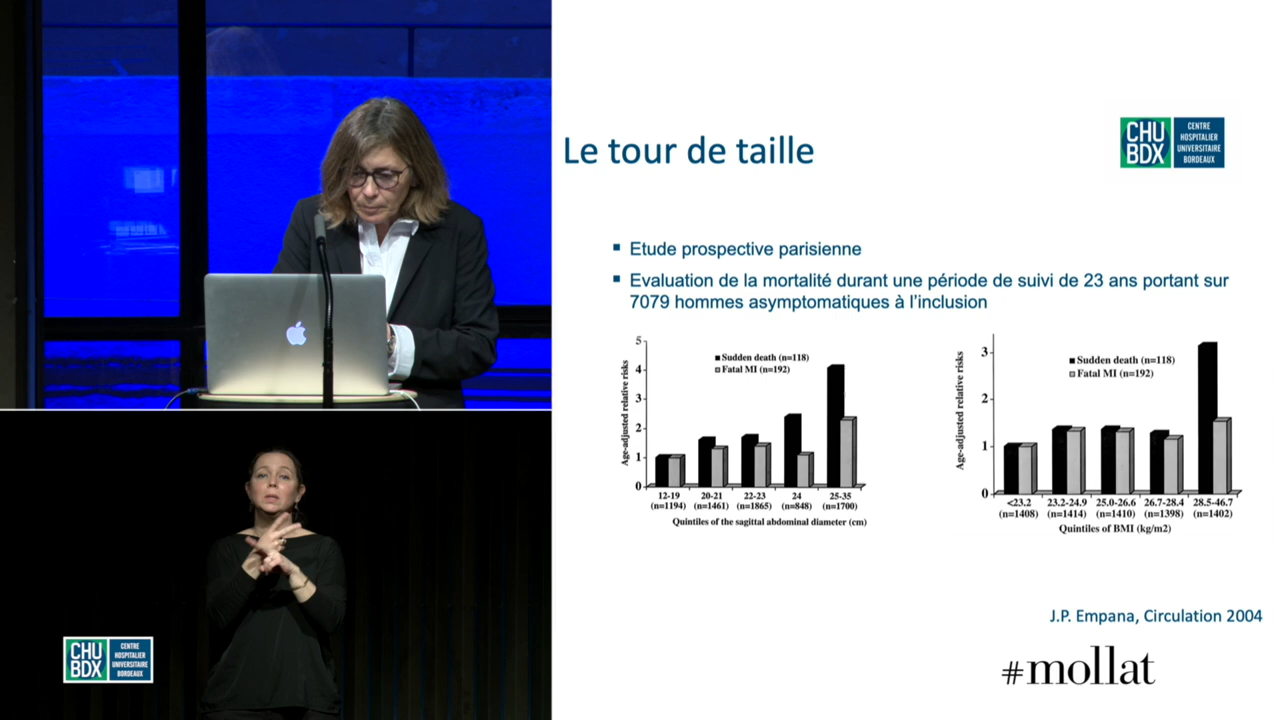 Le tour de taille
CHU
BDX
CENTRE
HOSPITALIER
UNIVERSITAIRE
BORDEAUX
Etude prospective parisienne
Evaluation de la mortalité durant une période de suivi de 23 ans portant sur
7079 hommes asymptomatiques à l'inclusion
Age-adjusted relative risks
5
4
3
2
1
0
Sudden death (n=118)
Fatal MI (n=192)
12-19 20-21 22-23 24 25-35
(n=1194) (n=1461) (n=1865) (n=848) (n=1700)
Quintiles of the sagittal abdominal diameter (cm)
Age-adjusted relative risks
3
2
1
0
Sudden death (n=118)
Fatal MI (n=192)
<23.2 23.2-24.9 25.0-26.6 26.7-28.4 28.5-46.7
(n=1408) (n=1414) (n=1410) (n=1398) (n=1402)
Quintiles of BMI (kg/m2)
J.P. Empana, Circulation 2004
#mollat
CHU
BDX
CENTRE
HOSPITALIER
UNIVERSITAIRE
BORDEAUX